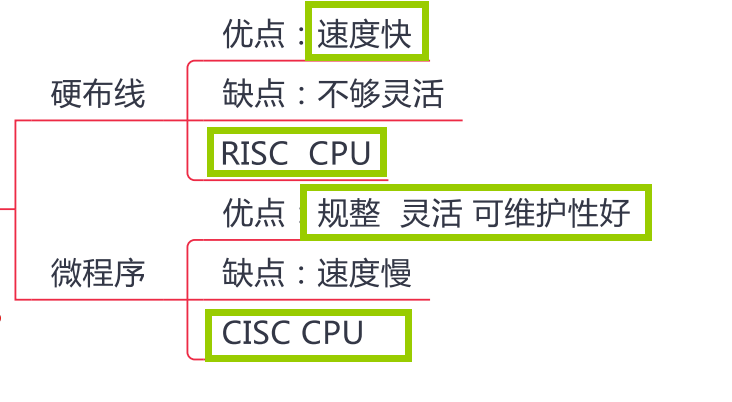 优点：速度快
硬布线
缺点：不够灵活
RISC CPU
优点：规整 灵活 可维护性好
微程序
缺点：速度慢
CISC CPU